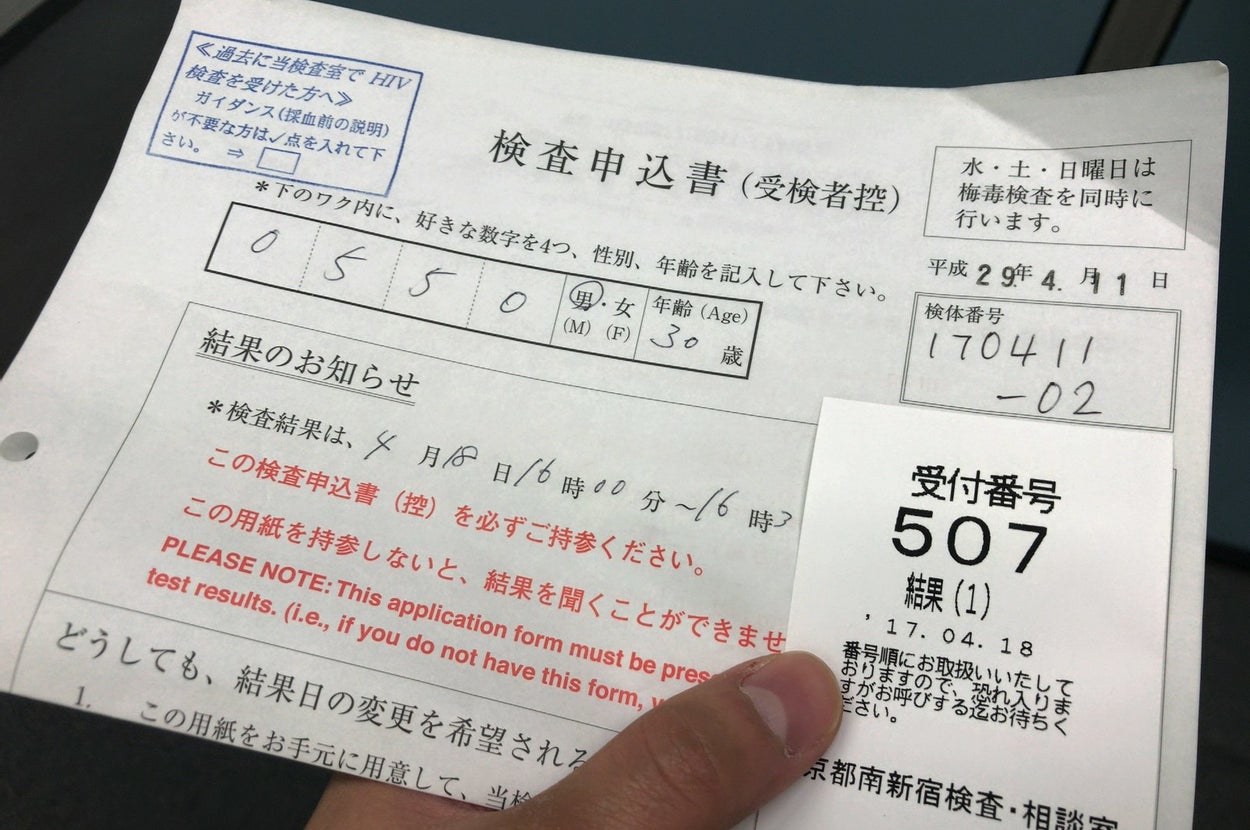 ≪過去に当検査室で HIV
検査を受けた方へ≫
ガイダンス(採血前の説明)
が不要な方は✓点を入れて下
さい。 ⇒ □
検査申込書(受検者控)
水・土・日曜日は
梅毒検査を同時に
行います。
*下のワク内に、好きな数字を4つ、性別、年齢を記入して下さい。
平成 29年 4. 月 11 日
0 5 5 0 男・女 (M) (F) 年齢 (Age) 30 歳
検体番号
170411
-02
結果のお知らせ
*検査結果は、4 月 18 日 16 時 00 分 ~16 時 3
この検査申込書(控)を必ずご持参ください。
この用紙を持参しないと、結果を聞くことができませ
PLEASE NOTE: This application form must be pres
test results. (i.e., if you do not have this form, w
どうしても、結果日の変更を希望される
1. この用紙をお手元に用意して、当検
受付番号
507
結果(1)
'17.04.18
番号順にお取扱いいたして
おりますので、恐れ入りま
すがお呼びする迄お待ちく
ださい。
京都南新宿検査・相談室